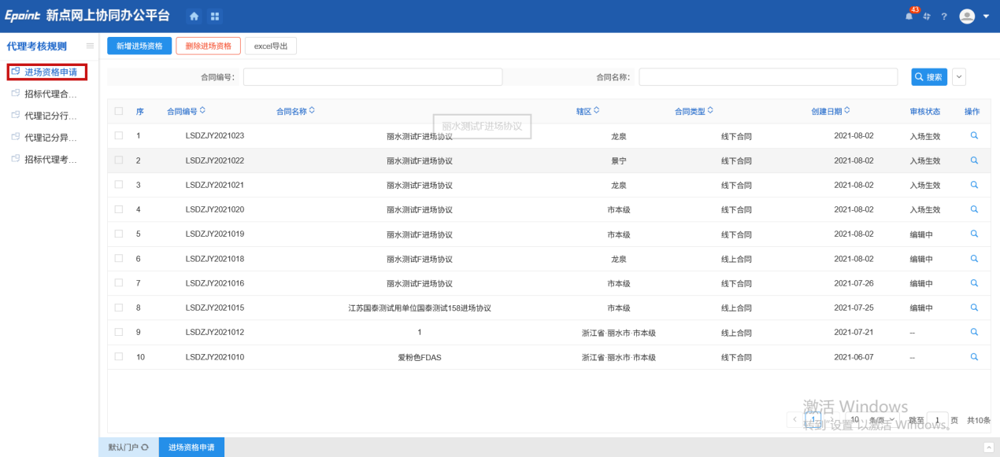 Epoint 新点网上协同办公平台
43
?
代理考核规则
进场资格申请
招标代理合...
代理记分行...
代理记分异...
招标代理考...
新增进场资格 删除进场资格 excel导出
合同编号： 合同名称： 搜索
序 合同编号 合同名称 辖区 合同类型 创建日期 审核状态 操作
丽水测试F进场协议
1 LSDZJY2021023 丽水测试F进场协议 龙泉 线下合同 2021-08-02 入场生效
2 LSDZJY2021022 丽水测试F进场协议 景宁 线下合同 2021-08-02 入场生效
3 LSDZJY2021021 丽水测试F进场协议 龙泉 线下合同 2021-08-02 入场生效
4 LSDZJY2021020 丽水测试F进场协议 市本级 线下合同 2021-08-02 入场生效
5 LSDZJY2021019 丽水测试F进场协议 市本级 线下合同 2021-08-02 编辑中
6 LSDZJY2021018 丽水测试F进场协议 龙泉 线上合同 2021-08-02 编辑中
7 LSDZJY2021016 丽水测试F进场协议 市本级 线下合同 2021-07-26 编辑中
8 LSDZJY2021015 江苏国泰测试用单位国泰测试158进场协议 市本级 线上合同 2021-07-25 编辑中
9 LSDZJY2021012 1 浙江省·丽水市·市本级 线上合同 2021-07-21 --
10 LSDZJY2021010 爱粉色FDAS 浙江省·丽水市·市本级 线下合同 2021-06-07 --
激活 Windows
1 10 条/页 跳至 1 页 共10条
转到"设置"以激活 Windows。
默认门户 进场资格申请